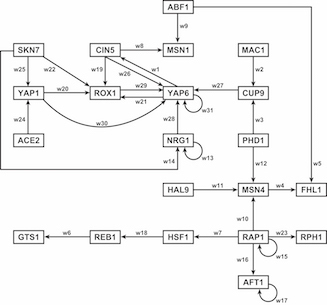 ABF1
w9
SKN7 CIN5 w8 MSN1 MAC1
w25 w22 w19 w26 w1 w2
YAP1 w20 ROX1 w29 YAP6 w27 CUP9
w21 w31
w24 w30 w28 w3 w5
ACE2 NRG1 PHD1
w14 w13 w12
HAL9 w11 MSN4 w4 FHL1
w10
GTS1 w6 REB1 w18 HSF1 w7 RAP1 w23 RPH1
w16 w15
AFT1
w17